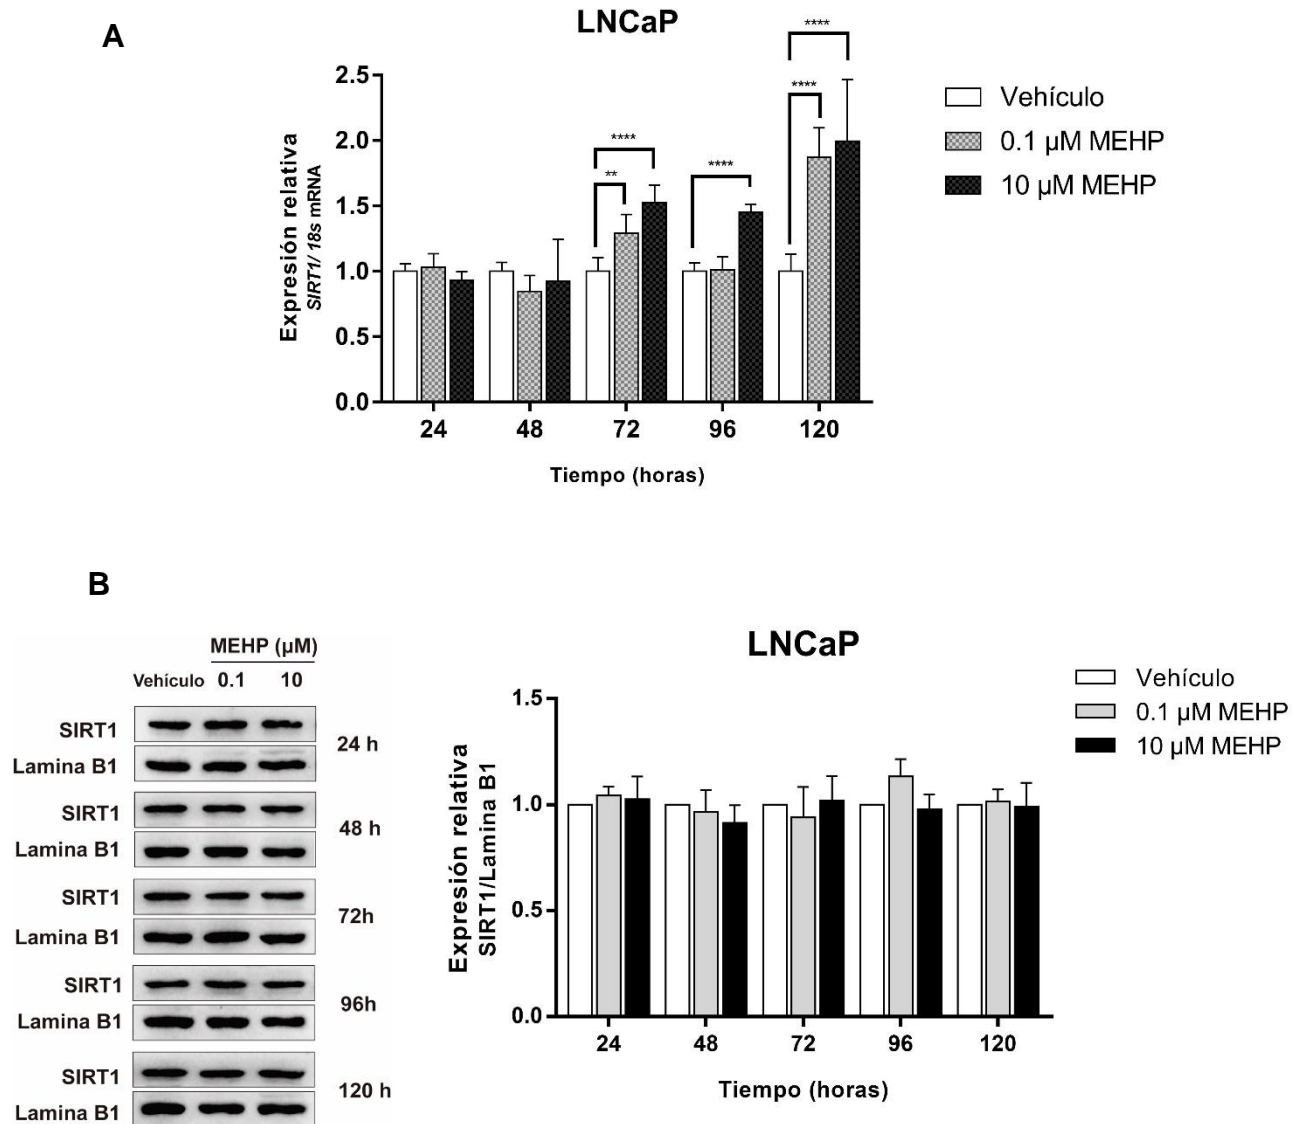 A
LNCaP
****
****
****
**
****
2.5
2.0
1.5
1.0
0.5
0.0
Expresión relativa
SIRT1/ 18s mRNA
24 48 72 96 120
Tiempo (horas)
Vehículo
0.1 µM MEHP
10 µM MEHP
B
MEHP (µM)
Vehículo 0.1 10
SIRT1
Lamina B1
24 h
SIRT1
Lamina B1
48 h
SIRT1
Lamina B1
72h
SIRT1
Lamina B1
96h
SIRT1
Lamina B1
120 h
LNCaP
1.5
1.0
0.5
0.0
Expresión relativa
SIRT1/Lamina B1
24 48 72 96 120
Tiempo (horas)
Vehículo
0.1 µM MEHP
10 µM MEHP